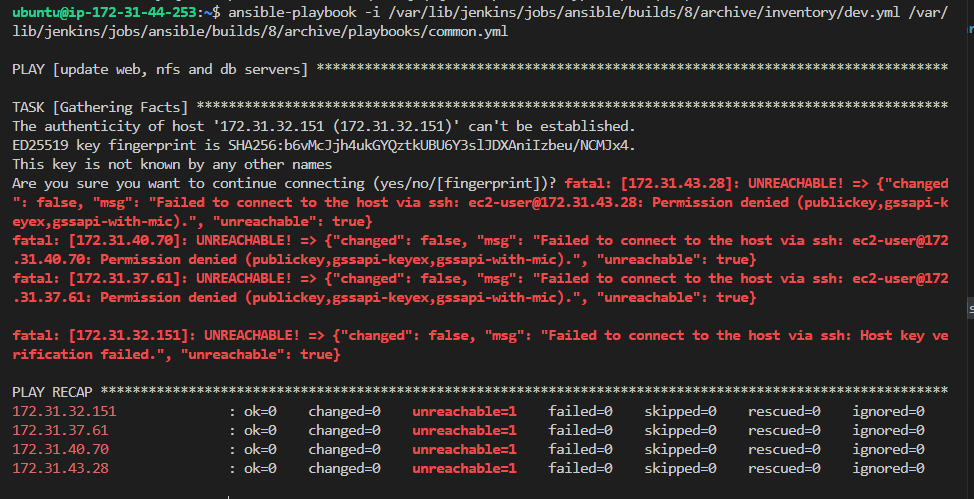 ubuntu@ip-172-31-44-253:~$ ansible-playbook -i /var/lib/jenkins/jobs/ansible/builds/8/archive/inventory/dev.yml /var/
lib/jenkins/jobs/ansible/builds/8/archive/playbooks/common.yml
PLAY [update web, nfs and db servers] *******************************************************************************
TASK [Gathering Facts] **********************************************************************************************
The authenticity of host '172.31.32.151 (172.31.32.151)' can't be established.
ED25519 key fingerprint is SHA256:b6vMcJjh4ukGYQztkUBU6Y3slJDXAniIzbeu/NCMJx4.
This key is not known by any other names
Are you sure you want to continue connecting (yes/no/[fingerprint])? fatal: [172.31.43.28]: UNREACHABLE! => {"changed
": false, "msg": "Failed to connect to the host via ssh: ec2-user@172.31.43.28: Permission denied (publickey,gssapi-k
eyex,gssapi-with-mic).", "unreachable": true}
fatal: [172.31.40.70]: UNREACHABLE! => {"changed": false, "msg": "Failed to connect to the host via ssh: ec2-user@172
.31.40.70: Permission denied (publickey,gssapi-keyex,gssapi-with-mic).", "unreachable": true}
fatal: [172.31.37.61]: UNREACHABLE! => {"changed": false, "msg": "Failed to connect to the host via ssh: ec2-user@172
.31.37.61: Permission denied (publickey,gssapi-keyex,gssapi-with-mic).", "unreachable": true}
fatal: [172.31.32.151]: UNREACHABLE! => {"changed": false, "msg": "Failed to connect to the host via ssh: Host key ve
rification failed.", "unreachable": true}
PLAY RECAP **********************************************************************************************************
172.31.32.151 : ok=0 changed=0 unreachable=1 failed=0 skipped=0 rescued=0 ignored=0
172.31.37.61 : ok=0 changed=0 unreachable=1 failed=0 skipped=0 rescued=0 ignored=0
172.31.40.70 : ok=0 changed=0 unreachable=1 failed=0 skipped=0 rescued=0 ignored=0
172.31.43.28 : ok=0 changed=0 unreachable=1 failed=0 skipped=0 rescued=0 ignored=0